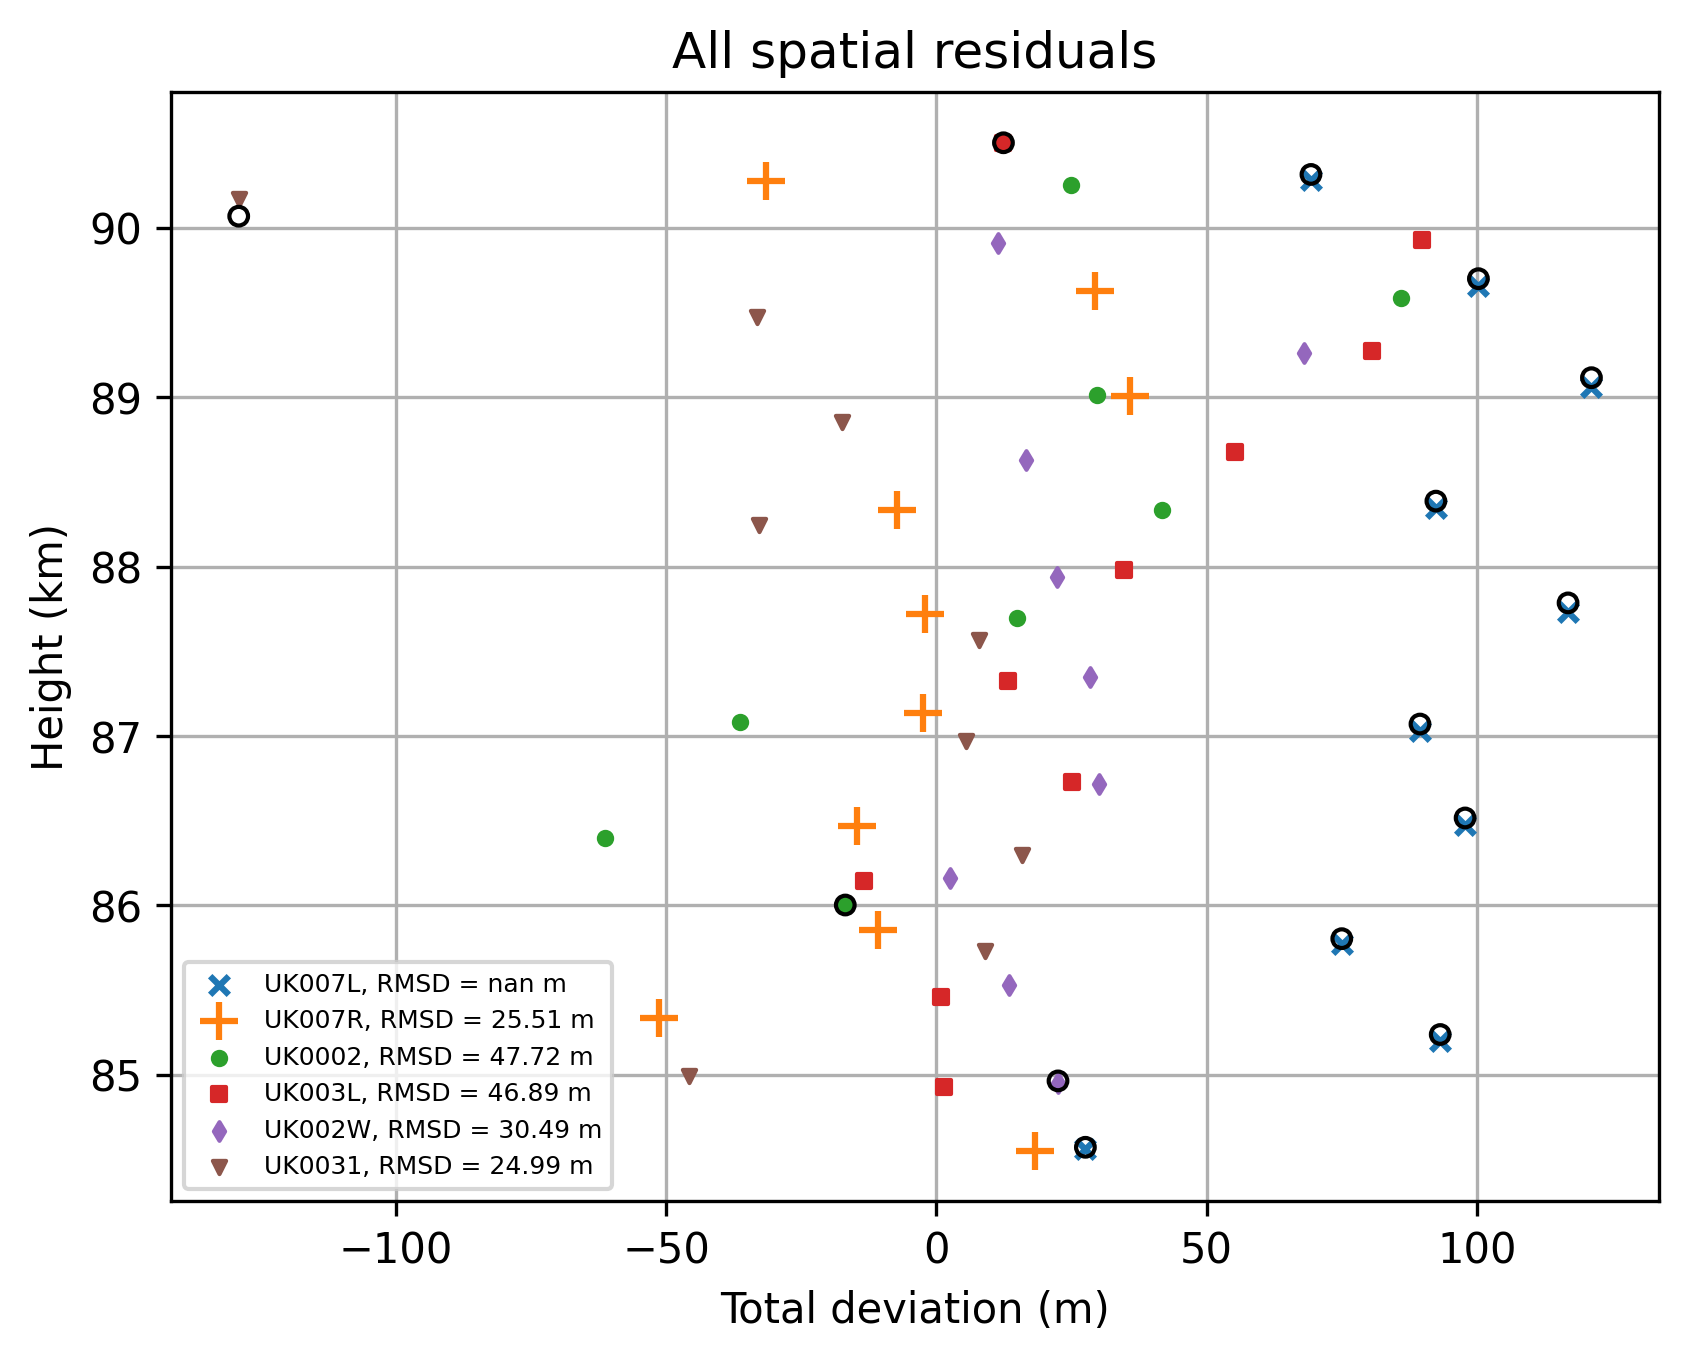 All spatial residuals
Height (km)
90
89
88
87
86
85
UK007L, RMSD = nan m
UK007R, RMSD = 25.51 m
UK0002, RMSD = 47.72 m
UK003L, RMSD = 46.89 m
UK002W, RMSD = 30.49 m
UK0031, RMSD = 24.99 m
−100 −50 0 50 100
Total deviation (m)